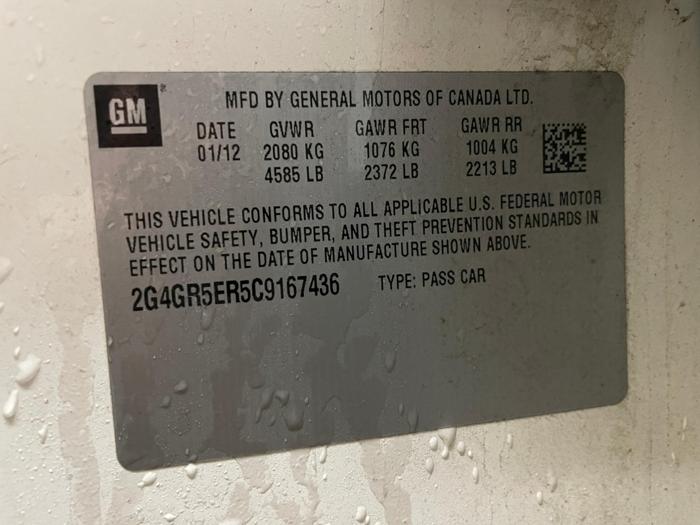 GM
MFD BY GENERAL MOTORS OF CANADA LTD.
DATE GVWR GAWR FRT GAWR RR
01/12 2080 KG 1076 KG 1004 KG
4585 LB 2372 LB 2213 LB
THIS VEHICLE CONFORMS TO ALL APPLICABLE U.S. FEDERAL MOTOR
VEHICLE SAFETY, BUMPER, AND THEFT PREVENTION STANDARDS IN
EFFECT ON THE DATE OF MANUFACTURE SHOWN ABOVE.
2G4GR5ER5C9167436 TYPE: PASS CAR